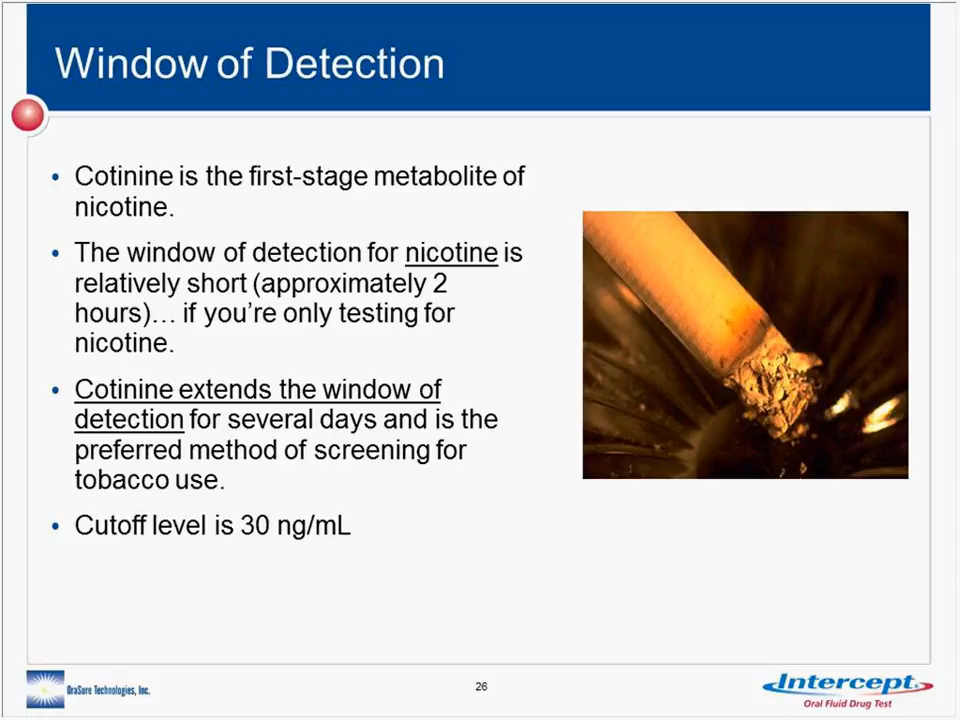 Window of Detection
• Cotinine is the first-stage metabolite of
nicotine.
• The window of detection for nicotine is
relatively short (approximately 2
hours)… if you're only testing for
nicotine.
• Cotinine extends the window of
detection for several days and is the
preferred method of screening for
tobacco use.
• Cutoff level is 30 ng/mL
OraSure Technologies, Inc.
26
Intercept
Oral Fluid Drug Test